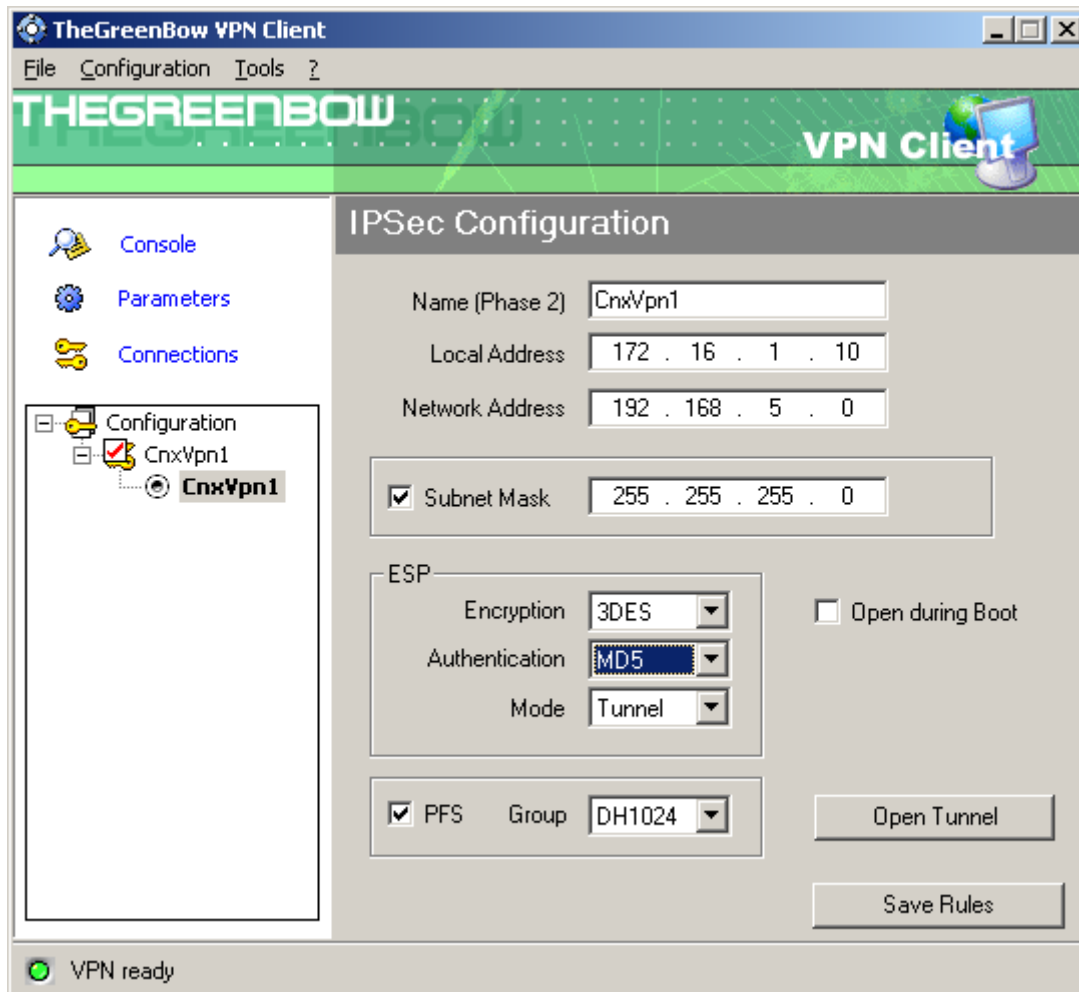 TheGreenBow VPN Client
File Configuration Tools ?
THEGREENBOW
VPN Client
Console
Parameters
Connections
Configuration
CnxVpn1
CnxVpn1
IPSec Configuration
Name (Phase 2) CnxVpn1
Local Address 172 . 16 . 1 . 10
Network Address 192 . 168 . 5 . 0
Subnet Mask 255 . 255 . 255 . 0
ESP
Encryption 3DES
Open during Boot
Authentication MD5
Mode Tunnel
PFS Group DH1024
Open Tunnel
Save Rules
VPN ready